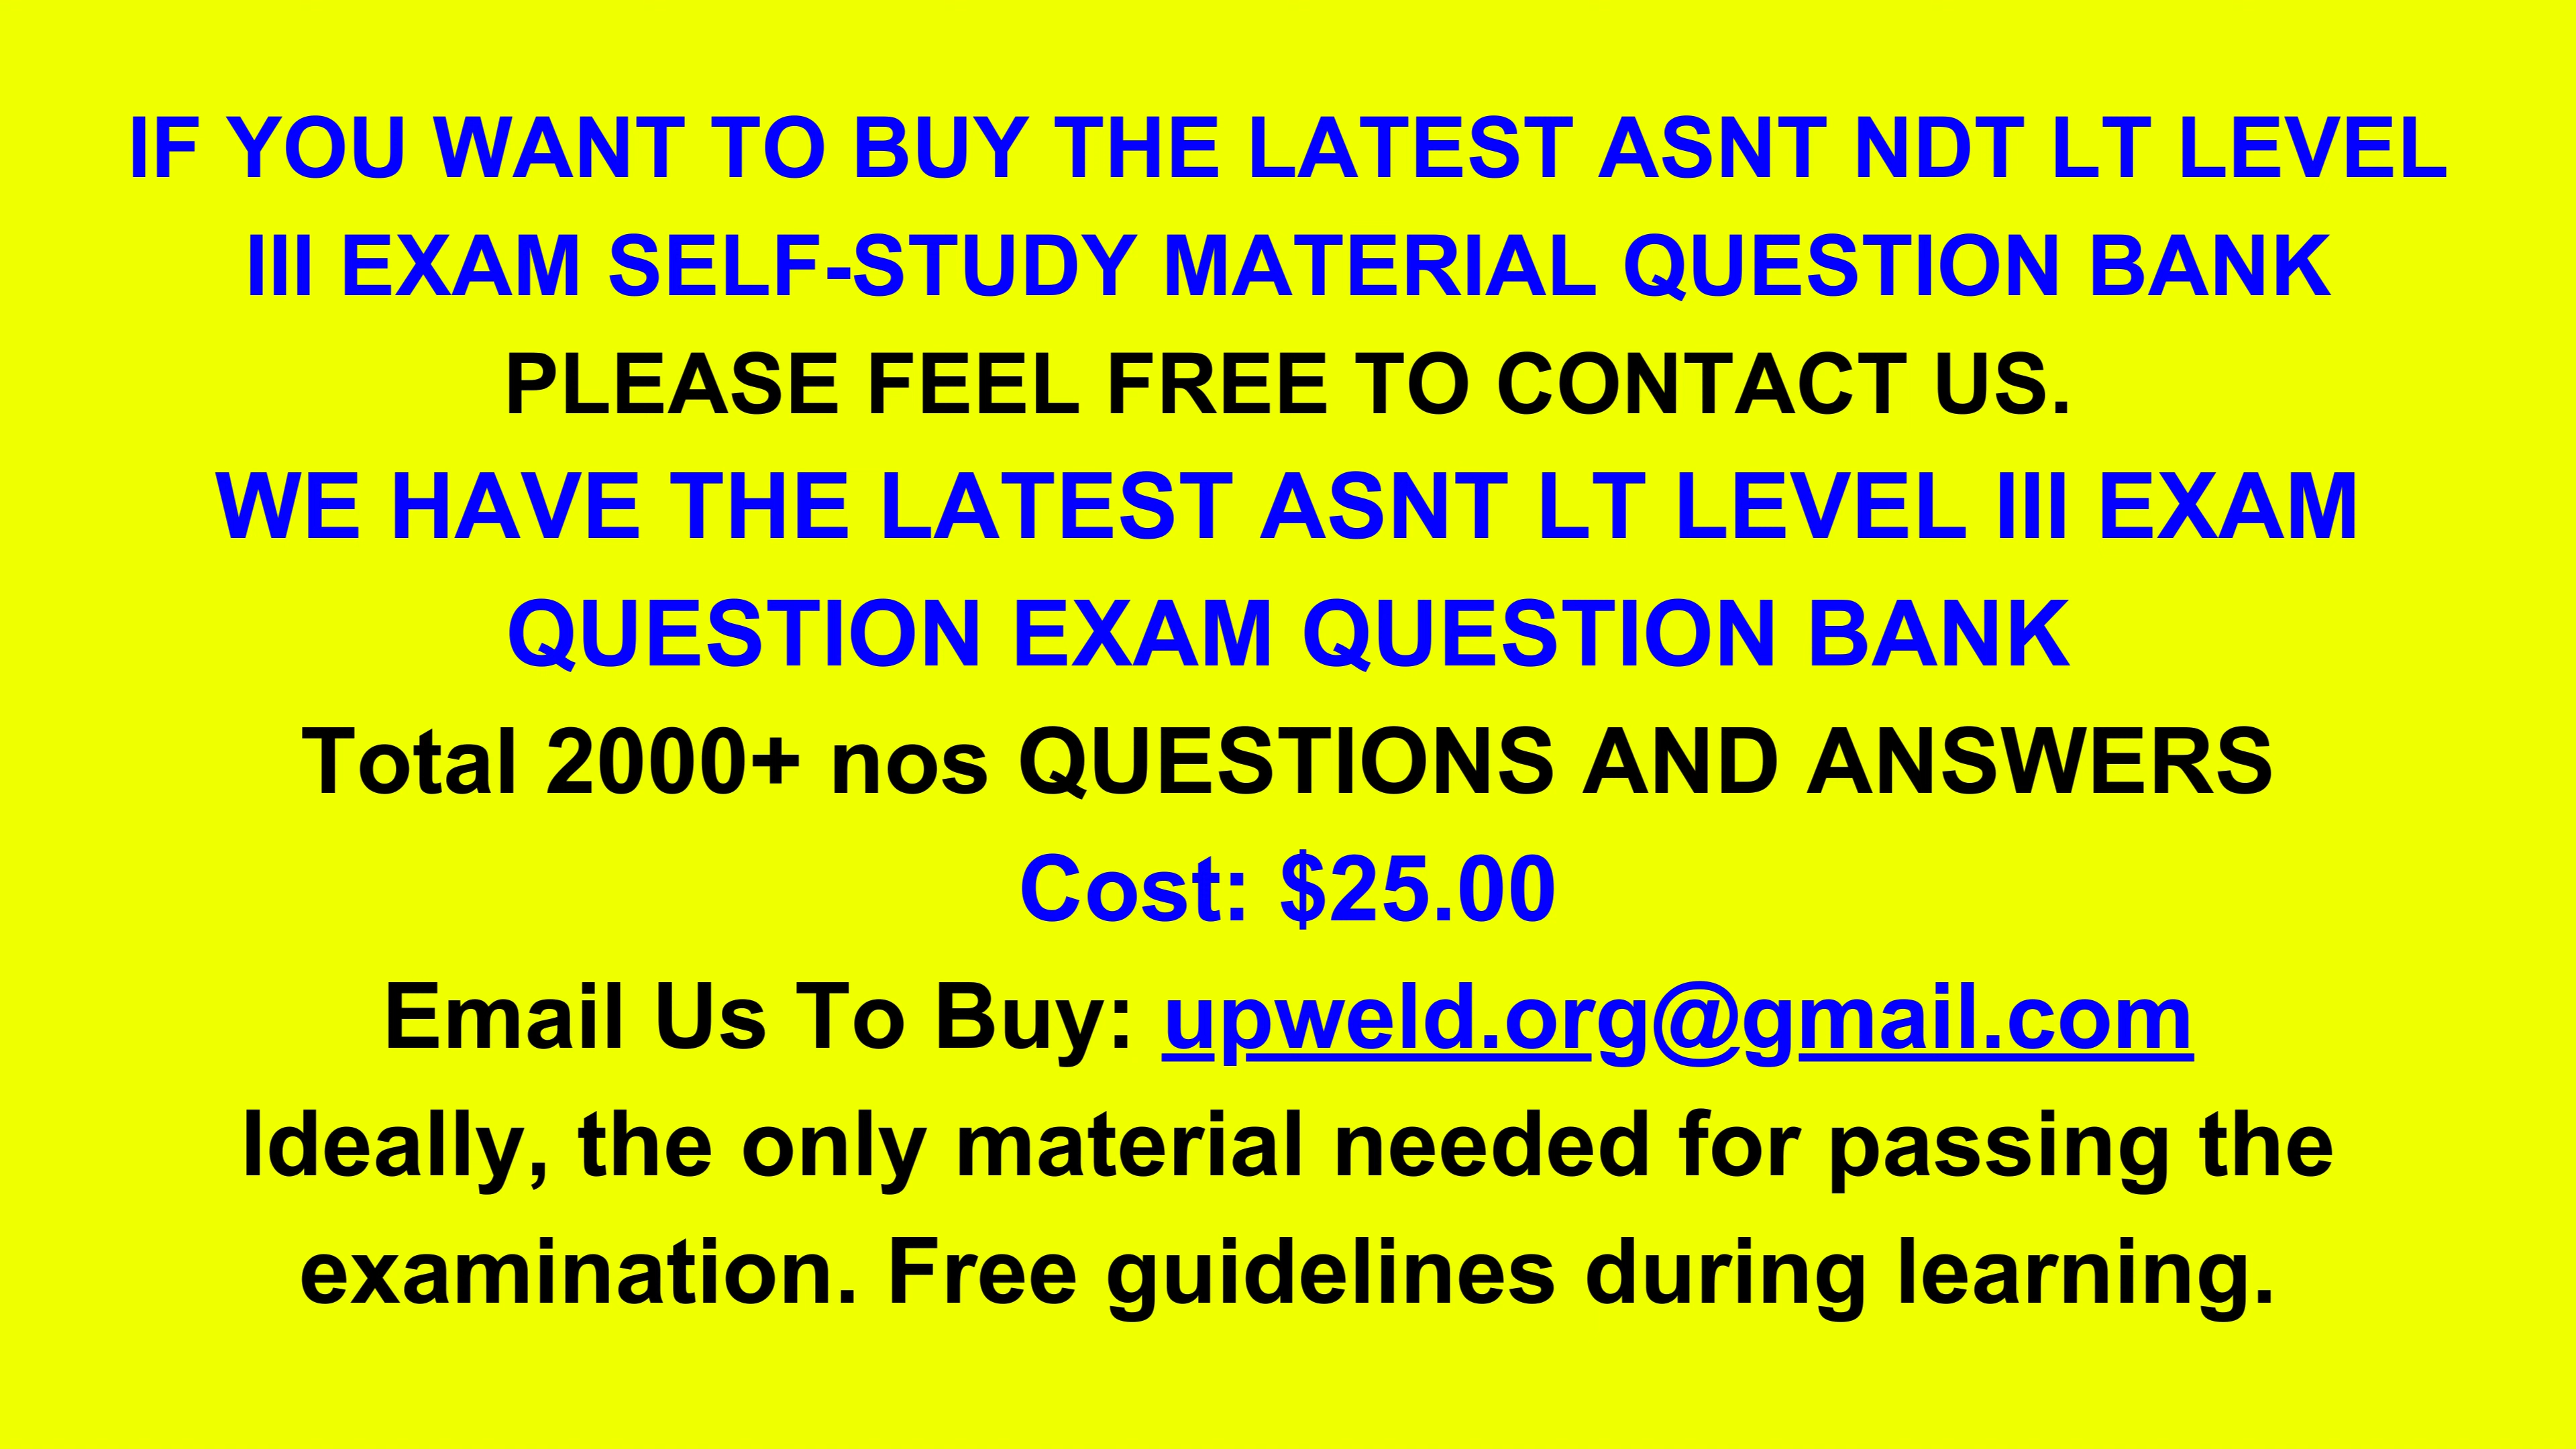 IF YOU WANT TO BUY THE LATEST ASNT NDT LT LEVEL
III EXAM SELF-STUDY MATERIAL QUESTION BANK
PLEASE FEEL FREE TO CONTACT US.
WE HAVE THE LATEST ASNT LT LEVEL III EXAM
QUESTION EXAM QUESTION BANK
Total 2000+ nos QUESTIONS AND ANSWERS
Cost: $25.00
Email Us To Buy: upweld.org@gmail.com
Ideally, the only material needed for passing the
examination. Free guidelines during learning.